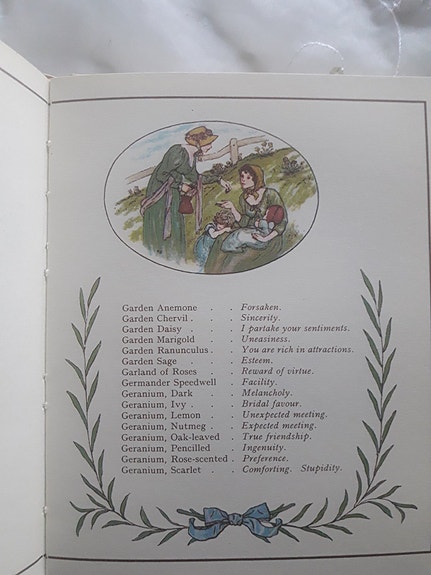 Garden Anemone . . Forsaken.
Garden Chervil . . . Sincerity.
Garden Daisy . . I partake your sentiments.
Garden Marigold . . Uneasiness.
Garden Ranunculus . . You are rich in attractions.
Garden Sage . . Esteem.
Garland of Roses . . Reward of virtue.
Germander Speedwell . Facility.
Geranium, Dark . . Melancholy.
Geranium, Ivy . . . Bridal favour.
Geranium, Lemon . . Unexpected meeting.
Geranium, Nutmeg . . Expected meeting.
Geranium, Oak-leaved . True friendship.
Geranium, Pencilled . Ingenuity.
Geranium, Rose-scented . Preference.
Geranium, Scarlet . . Comforting. Stupidity.